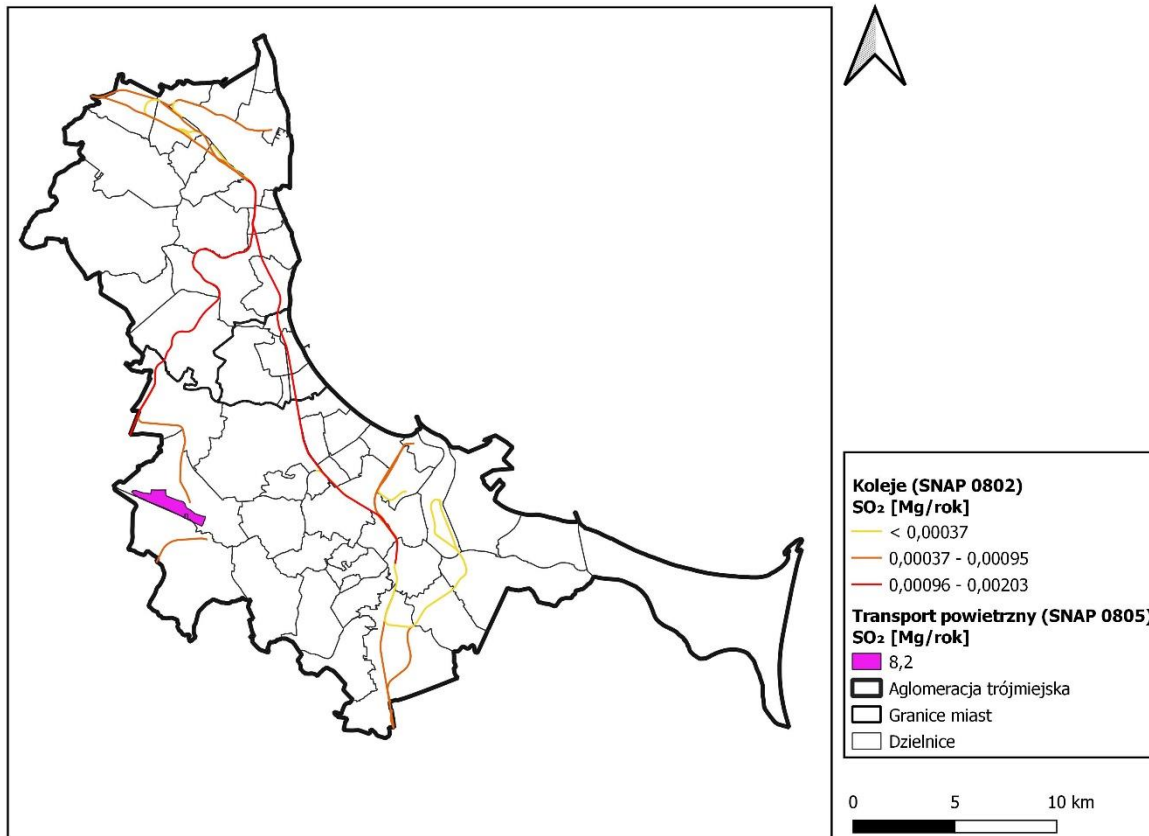 Koleje (SNAP 0802)
SO₂ [Mg/rok]
< 0,00037
0,00037 - 0,00095
0,00096 - 0,00203
Transport powietrzny (SNAP 0805)
SO₂ [Mg/rok]
8,2
Aglomeracja trójmiejska
Granice miast
Dzielnice
0 5 10 km